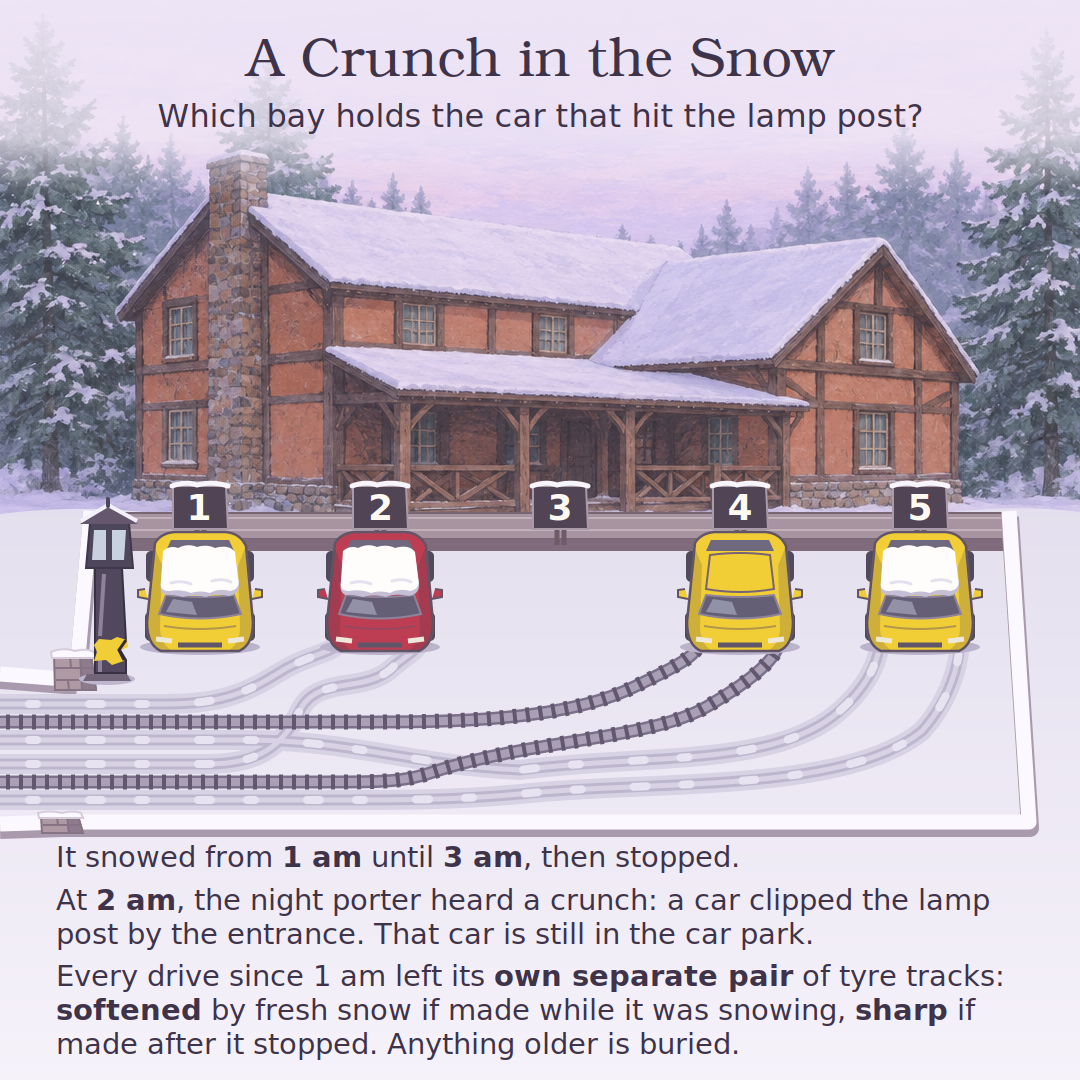 A Crunch in the Snow
Which bay holds the car that hit the lamp post?
1 2 3 4 5
It snowed from 1 am until 3 am, then stopped.
At 2 am, the night porter heard a crunch: a car clipped the lamp
post by the entrance. That car is still in the car park.
Every drive since 1 am left its own separate pair of tyre tracks:
softened by fresh snow if made while it was snowing, sharp if
made after it stopped. Anything older is buried.